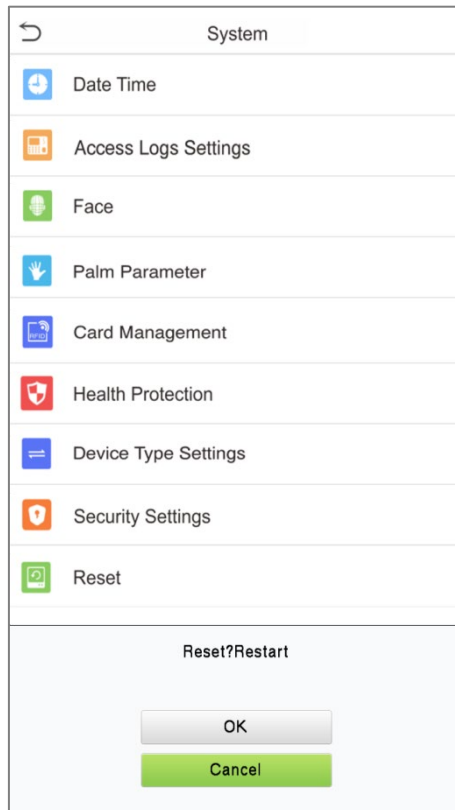 System
Date Time
Access Logs Settings
Face
Palm Parameter
RFID
Card Management
Health Protection
Device Type Settings
Security Settings
Reset
Reset?Restart
OK
Cancel